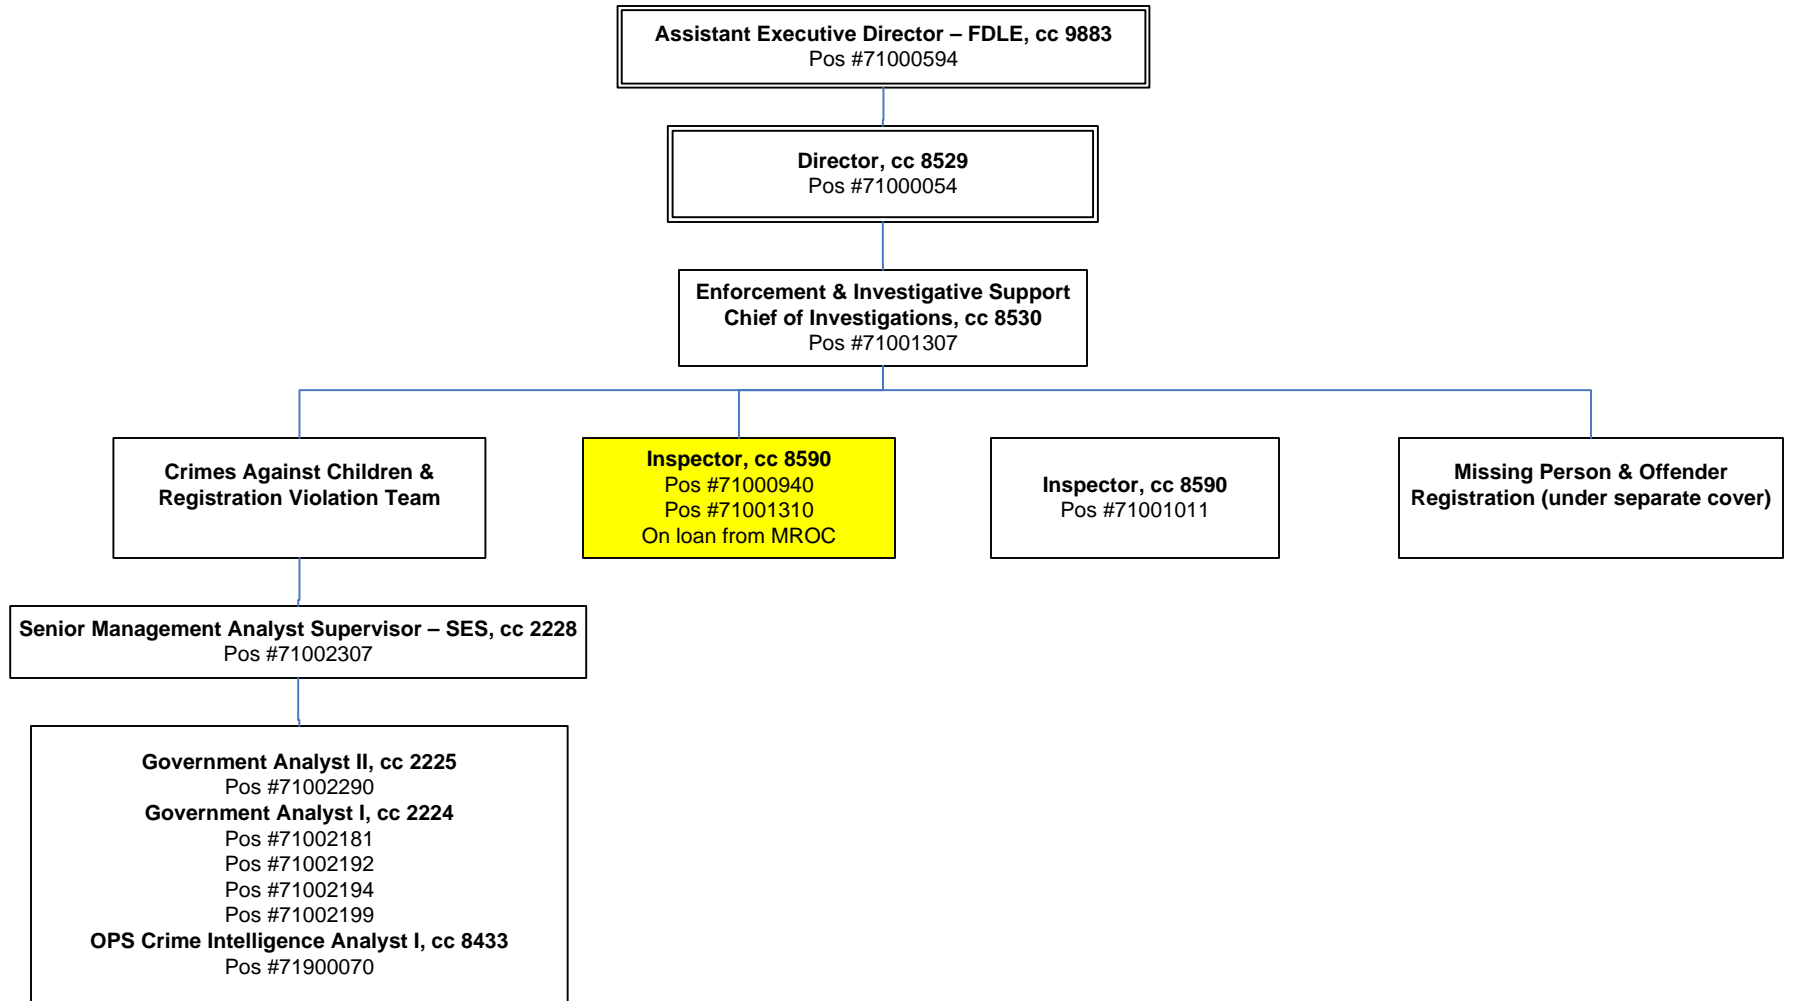 Assistant Executive Director – FDLE, cc 9883
Pos #71000594
Director, cc 8529
Pos #71000054
Enforcement & Investigative Support
Chief of Investigations, cc 8530
Pos #71001307
Crimes Against Children &
Registration Violation Team
Inspector, cc 8590
Pos #71000940
Pos #71001310
On loan from MROC
Inspector, cc 8590
Pos #71001011
Missing Person & Offender
Registration (under separate cover)
Senior Management Analyst Supervisor – SES, cc 2228
Pos #71002307
Government Analyst II, cc 2225
Pos #71002290
Government Analyst I, cc 2224
Pos #71002181
Pos #71002192
Pos #71002194
Pos #71002199
OPS Crime Intelligence Analyst I, cc 8433
Pos #71900070